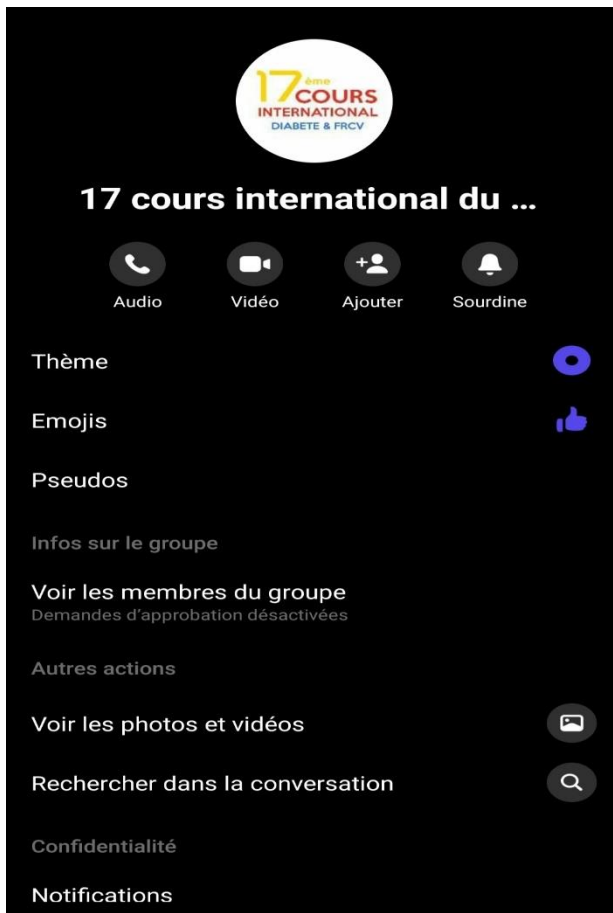 17ème
COURS
INTERNATIONAL
DIABETE & FRCV
17 cours international du ...
Audio Vidéo Ajouter Sourdine
Thème
Emojis
Pseudos
Infos sur le groupe
Voir les membres du groupe
Demandes d'approbation désactivées
Autres actions
Voir les photos et vidéos
Rechercher dans la conversation
Confidentialité
Notifications